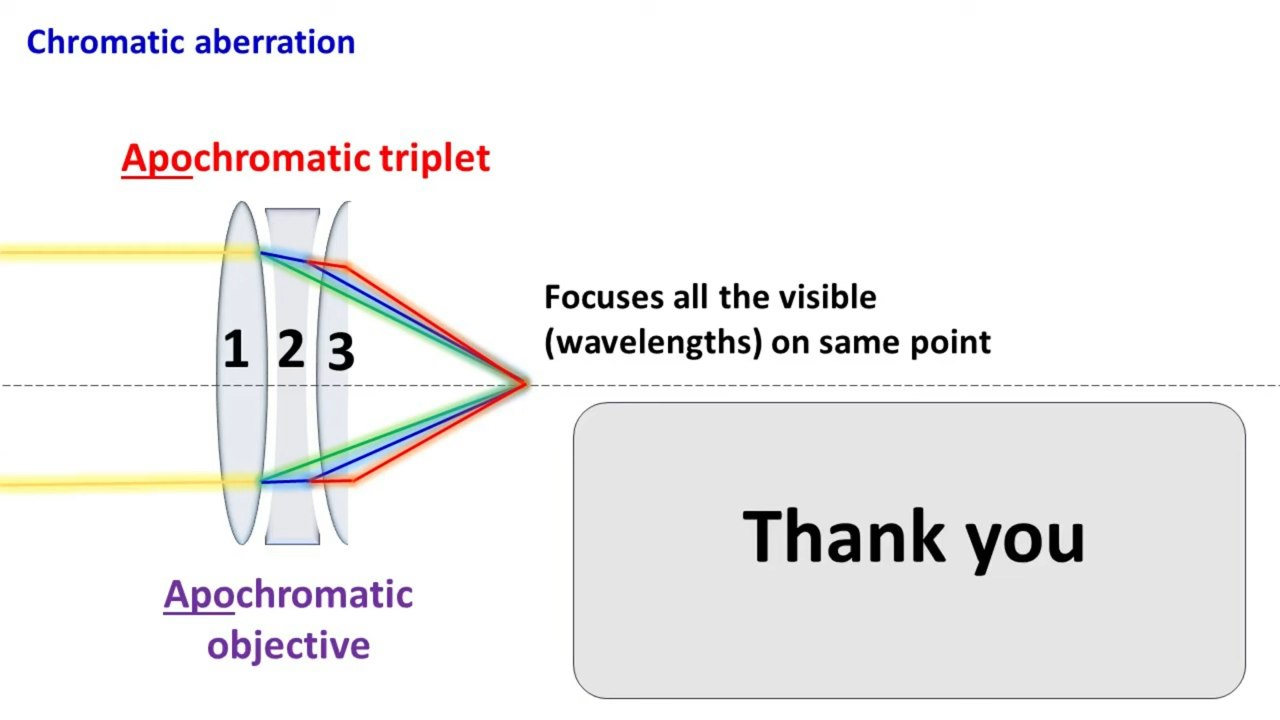 Chromatic aberration
Apochromatic triplet
1 2 3
Focuses all the visible
(wavelengths) on same point
Thank you
Apochromatic
objective